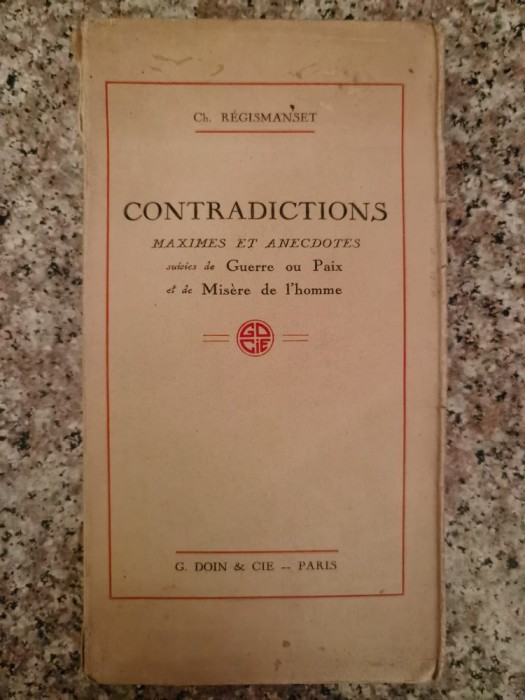 Ch. RÉGISMANSET
CONTRADICTIONS
MAXIMES ET ANECDOTES
suivies de Guerre ou Paix
et de Misère de l'homme
GD
CIE
G. DOIN & CIE -- PARIS